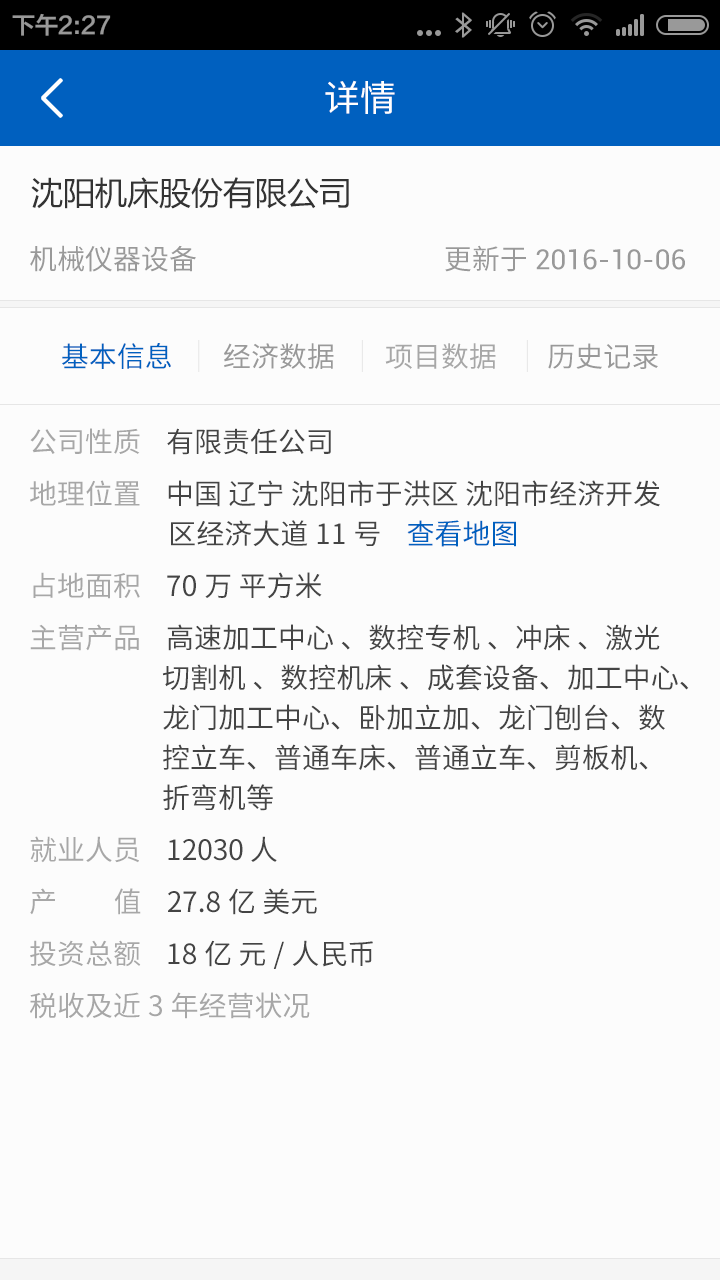 下午2:27
详情
沈阳机床股份有限公司
机械仪器设备 更新于 2016-10-06
基本信息 经济数据 项目数据 历史记录
公司性质 有限责任公司
地理位置 中国 辽宁 沈阳市于洪区 沈阳市经济开发
区经济大道 11 号 查看地图
占地面积 70 万 平方米
主营产品 高速加工中心 、数控专机 、冲床 、激光
切割机 、数控机床 、成套设备、加工中心、
龙门加工中心、卧加立加、龙门刨台、数
控立车、普通车床、普通立车、剪板机、
折弯机等
就业人员 12030 人
产 值 27.8 亿 美元
投资总额 18 亿 元 / 人民币
税收及近 3 年经营状况